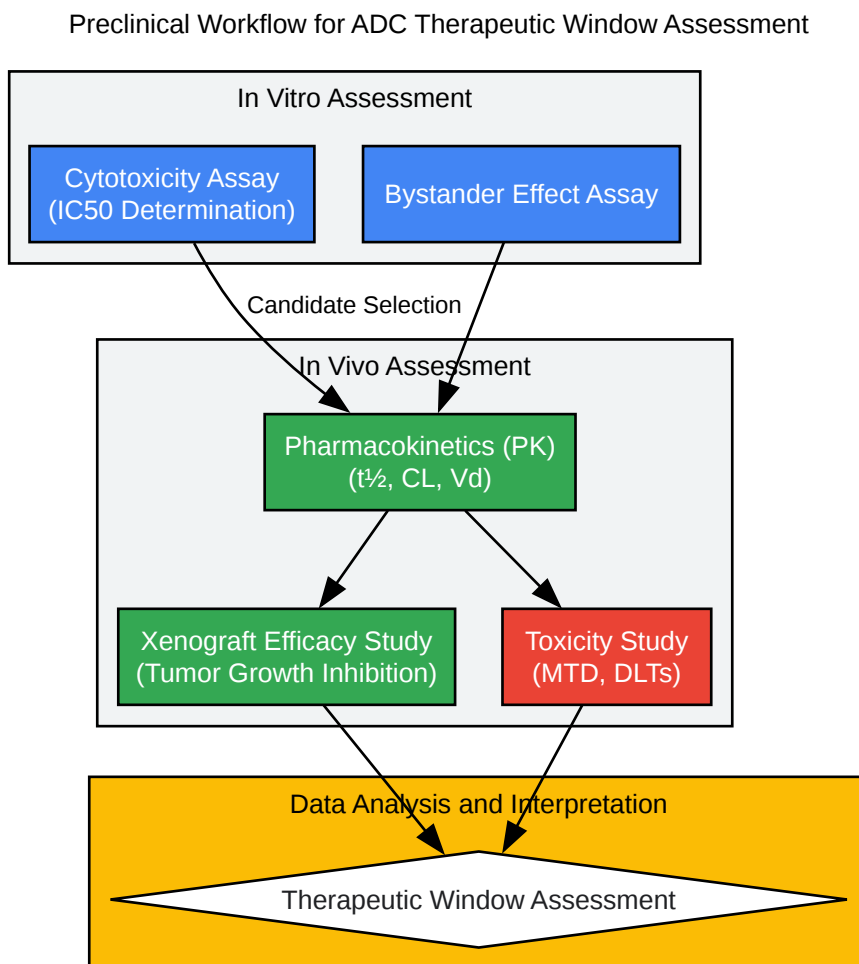 Preclinical Workflow for ADC Therapeutic Window Assessment
In Vitro Assessment
Cytotoxicity Assay
(IC50 Determination)
Bystander Effect Assay
Candidate Selection
In Vivo Assessment
Pharmacokinetics (PK)
(t½, CL, Vd)
Xenograft Efficacy Study
(Tumor Growth Inhibition)
Toxicity Study
(MTD, DLTs)
Data Analysis and Interpretation
Therapeutic Window Assessment